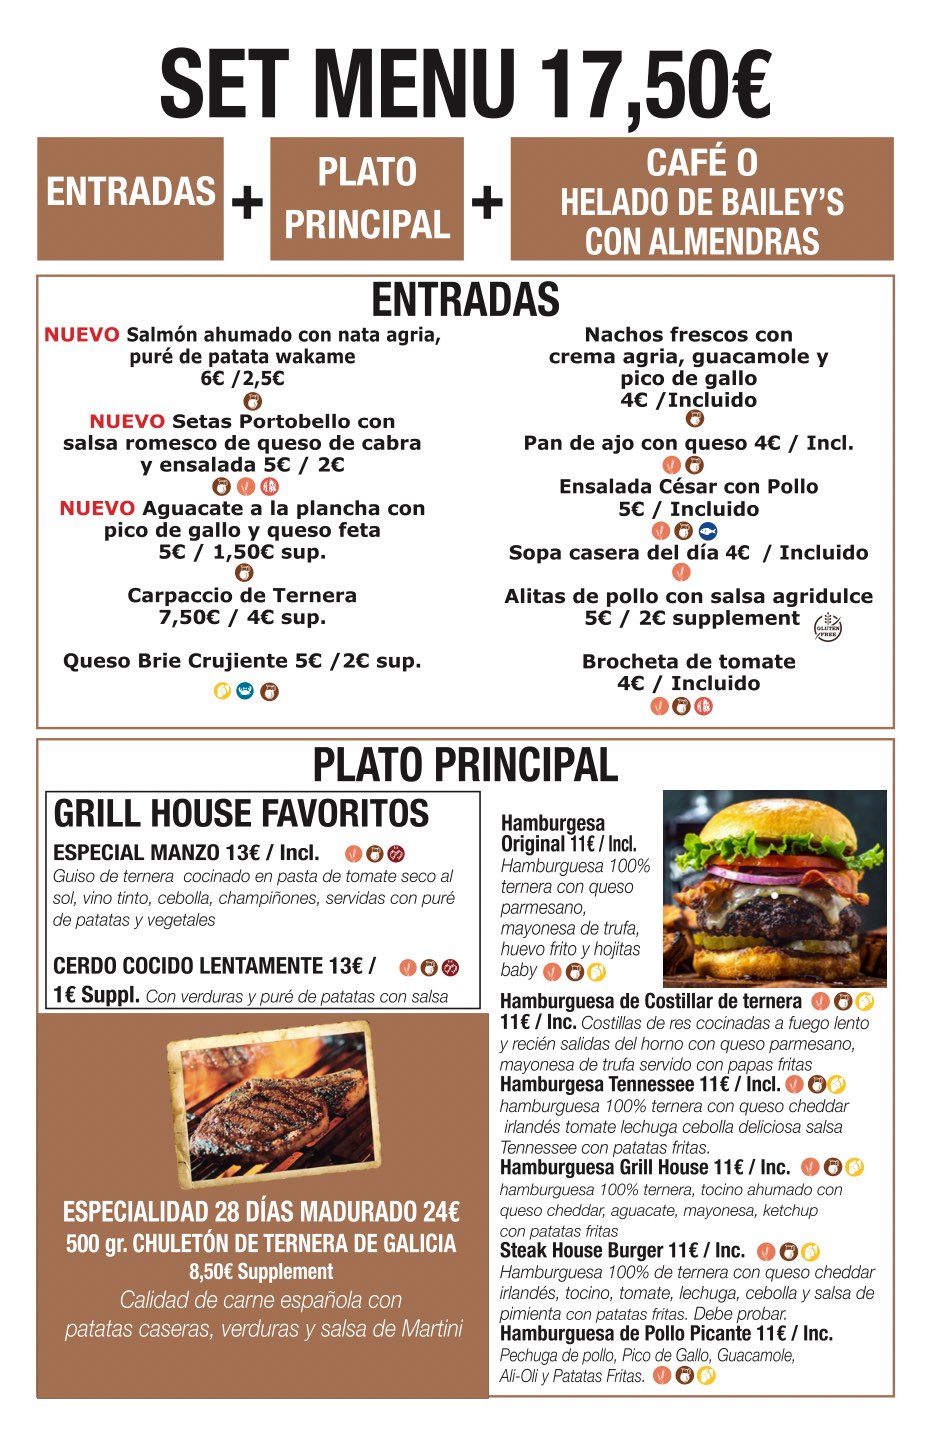 SET MENU 17,50€
ENTRADAS
+
PLATO
PRINCIPAL
+
CAFÉ O
HELADO DE BAILEY'S
CON ALMENDRAS
ENTRADAS
NUEVO Salmón ahumado con nata agria,
puré de patata wakame
6€ /2,5€
NUEVO Setas Portobello con
salsa romesco de queso de cabra
y ensalada 5€ / 2€
NUEVO Aguacate a la plancha con
pico de gallo y queso feta
5€ / 1,50€ sup.
Carpaccio de Ternera
7,50€ / 4€ sup.
Queso Brie Crujiente 5€ /2€ sup.
Nachos frescos con
crema agria, guacamole y
pico de gallo
4€ /Incluido
Pan de ajo con queso 4€ / Incl.
Ensalada César con Pollo
5€ / Incluido
Sopa casera del día 4€ / Incluido
Alitas de pollo con salsa agridulce
5€ / 2€ supplement
GLUTEN
FREE
Brocheta de tomate
4€ / Incluido
PLATO PRINCIPAL
GRILL HOUSE FAVORITOS
ESPECIAL MANZO 13€ / Incl.
Guiso de ternera cocinado en pasta de tomate seco al
sol, vino tinto, cebolla, champiñones, servidas con puré
de patatas y vegetales
CERDO COCIDO LENTAMENTE 13€ /
1€ Suppl. Con verduras y puré de patatas con salsa
ESPECIALIDAD 28 DÍAS MADURADO 24€
500 gr. CHULETÓN DE TERNERA DE GALICIA
8,50€ Supplement
Calidad de carne española con
patatas caseras, verduras y salsa de Martini
Hamburgesa
Original 11€ / Incl.
Hamburguesa 100%
ternera con queso
parmesano,
mayonesa de trufa,
huevo frito y hojitas
baby
Hamburguesa de Costillar de ternera
11€ / Inc. Costillas de res cocinadas a fuego lento
y recién salidas del horno con queso parmesano,
mayonesa de trufa servido con papas fritas
Hamburgesa Tennessee 11€ / Incl.
hamburguesa 100% ternera con queso cheddar
irlandés tomate lechuga cebolla deliciosa salsa
Tennessee con patatas fritas.
Hamburguesa Grill House 11€ / Inc.
hamburguesa 100% ternera, tocino ahumado con
queso cheddar, aguacate, mayonesa, ketchup
con patatas fritas
Steak House Burger 11€ / Inc.
Hamburguesa 100% de ternera con queso cheddar
irlandés, tocino, tomate, lechuga, cebolla y salsa de
pimienta con patatas fritas. Debe probar.
Hamburguesa de Pollo Picante 11€ / Inc.
Pechuga de pollo, Pico de Gallo, Guacamole,
Ali-Oli y Patatas Fritas.